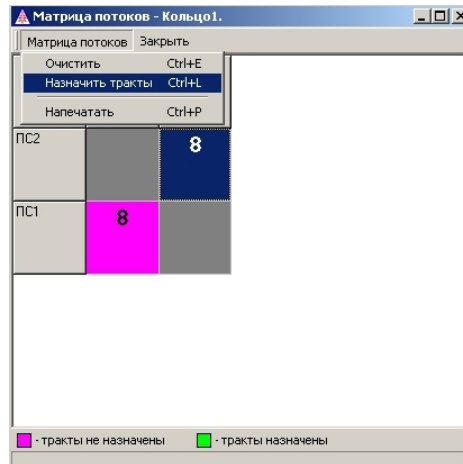 Матрица потоков - Кольцо1.
Матрица потоков Закрыть
Очистить Ctrl+E
Назначить тракты Ctrl+L
Напечатать Ctrl+P
ПС2 8
ПС1 8
- тракты не назначены - тракты назначены